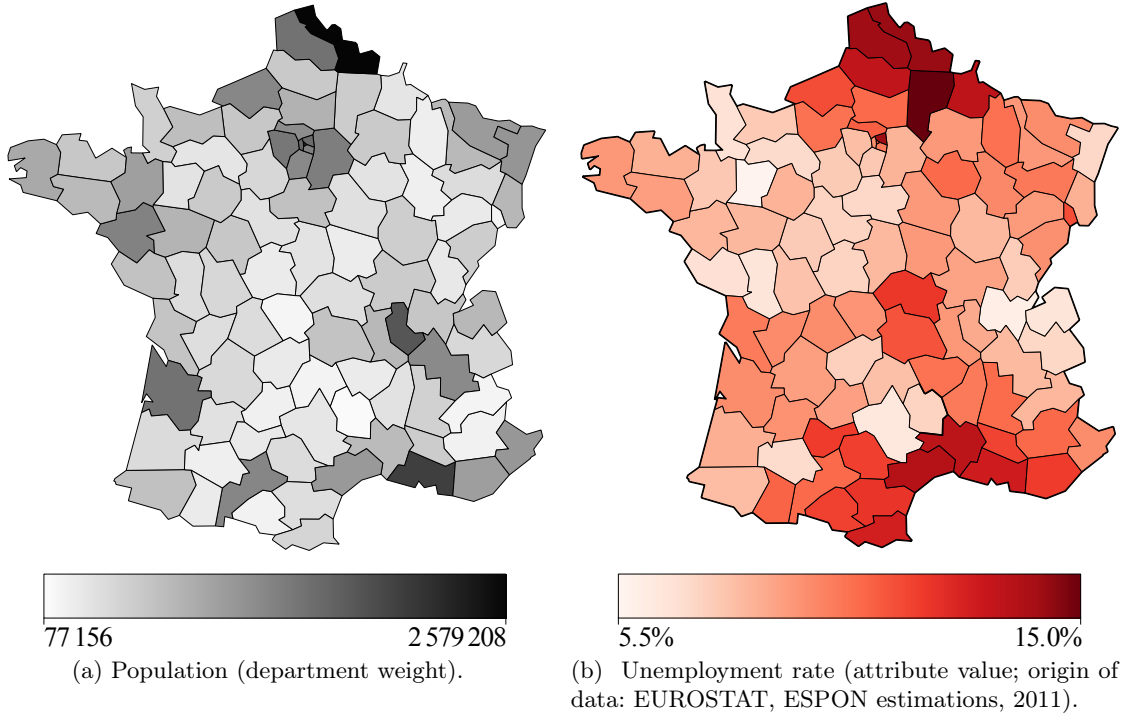 77 156
2 579 208
(a) Population (department weight).
5.5%
15.0%
(b) Unemployment rate (attribute value; origin of
data: EUROSTAT, ESPON estimations, 2011).